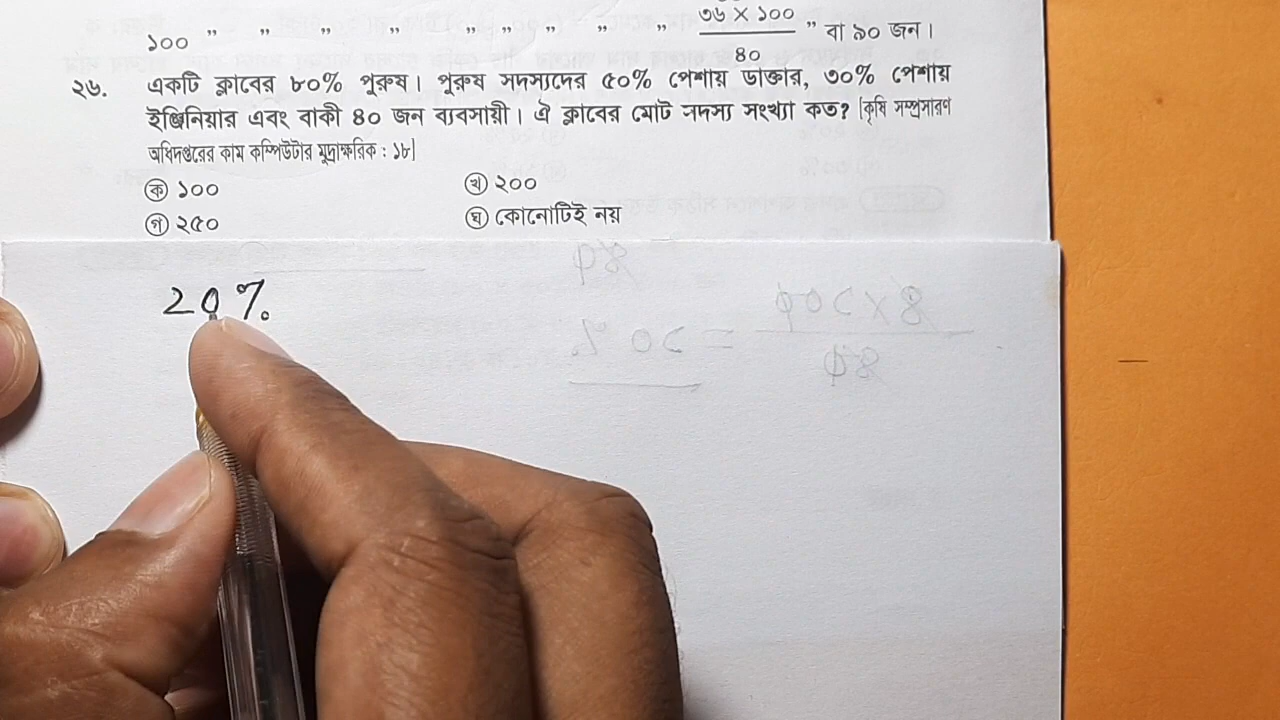 ৩৬ × ১০০
১০০ " " " " " " " " " ―――― " বা ৯০ জন।
৪০
২৬. একটি ক্লাবের ৮০% পুরুষ। পুরুষ সদস্যদের ৫০% পেশায় ডাক্তার, ৩০% পেশায়
ইঞ্জিনিয়ার এবং বাকী ৪০ জন ব্যবসায়ী। ঐ ক্লাবের মোট সদস্য সংখ্যা কত? [কৃষি সম্প্রসারণ
অধিদপ্তরের কাম কম্পিউটার মুদ্রাক্ষরিক : ১৮]
ক ১০০ খ ২০০
গ ২৫০ ঘ কোনোটিই নয়
20%